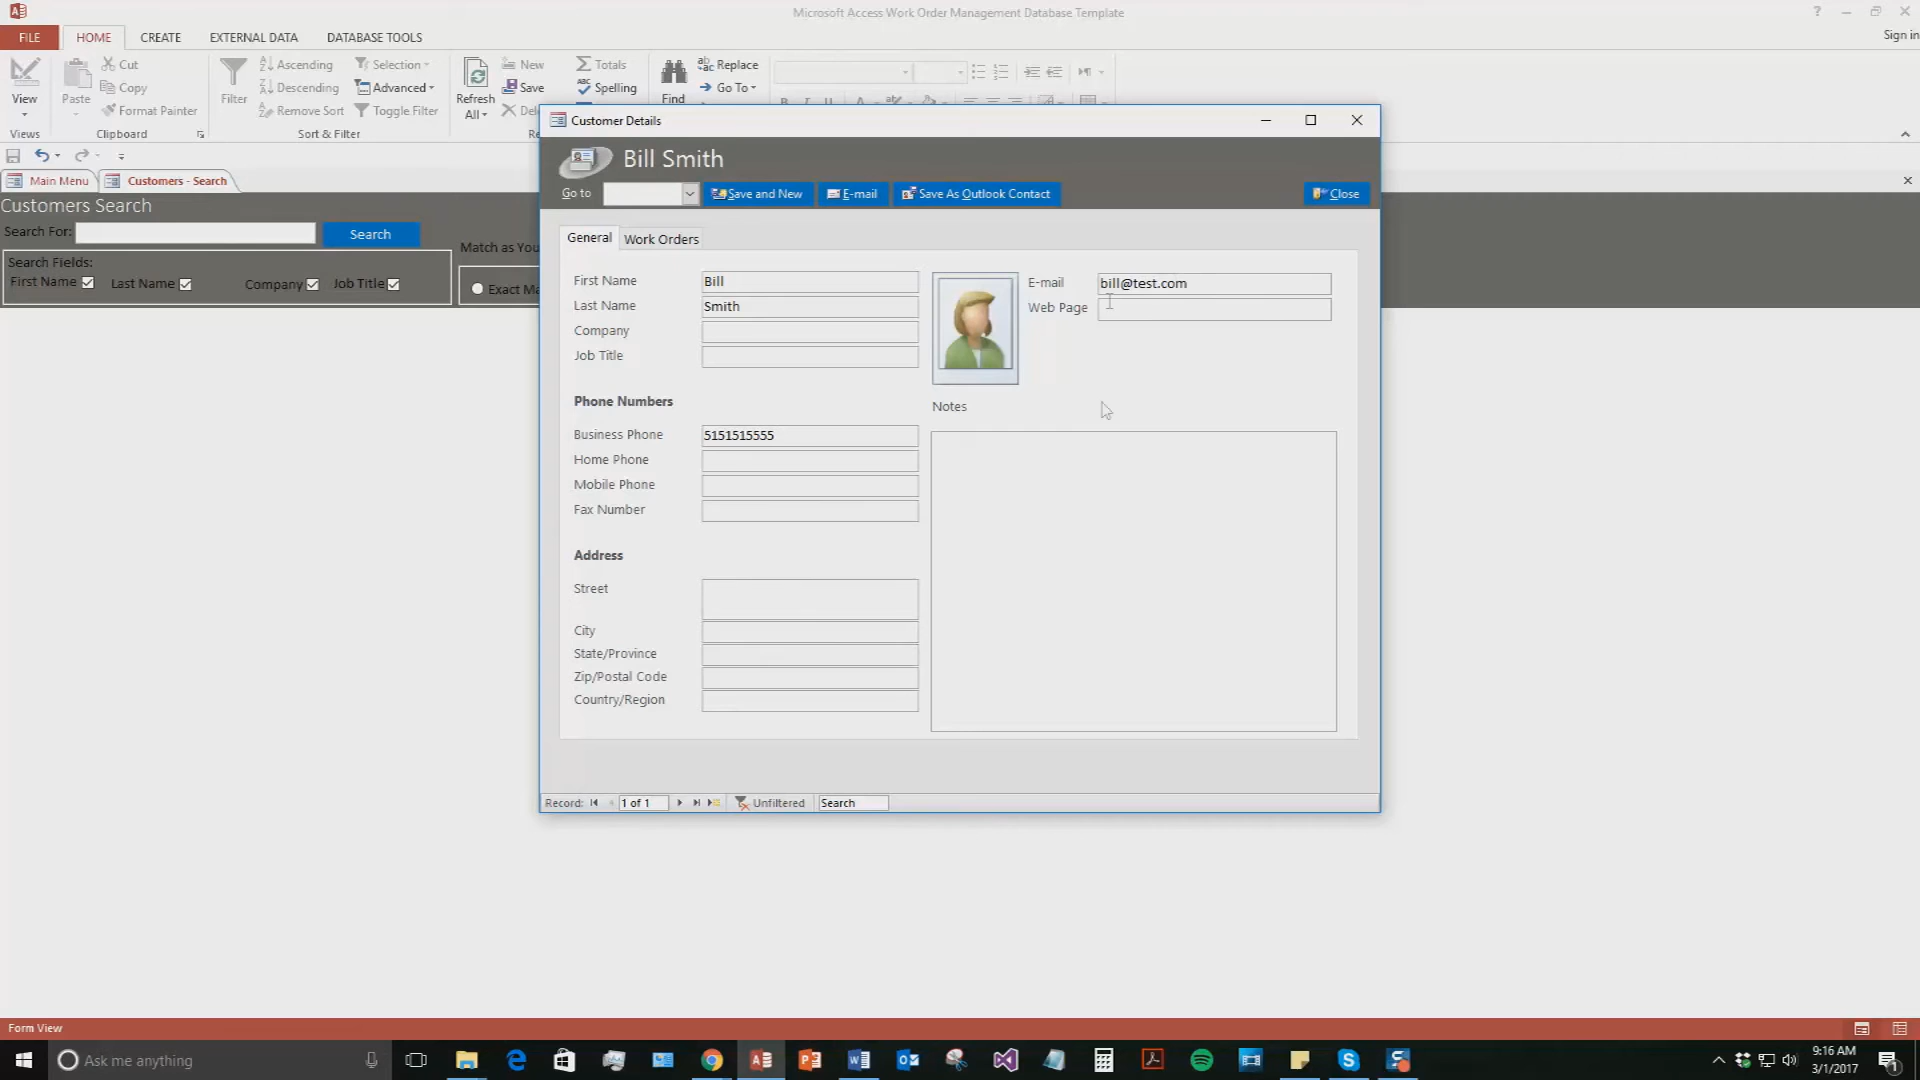 Microsoft Access Work Order Management Database Template
FILE HOME CREATE EXTERNAL DATA DATABASE TOOLS Sign in
View Views
Paste Cut Copy Format Painter Clipboard
Filter Ascending Descending Remove Sort Selection Advanced Toggle Filter Sort & Filter
Refresh All New Save Totals Spelling
Find Replace Go To
Main Menu Customers - Search
Customers Search
Search For: Search
Search Fields:
First Name Last Name Company Job Title
Match as
Exact
Customer Details
Bill Smith
Go to Save and New E-mail Save As Outlook Contact Close
General Work Orders
First Name Bill
Last Name Smith
Company
Job Title
E-mail bill@test.com
Web Page
Phone Numbers
Notes
Business Phone 5151515555
Home Phone
Mobile Phone
Fax Number
Address
Street
City
State/Province
Zip/Postal Code
Country/Region
Record: 1 of 1 Unfiltered Search
Form View
Ask me anything
9:16 AM
3/1/2017